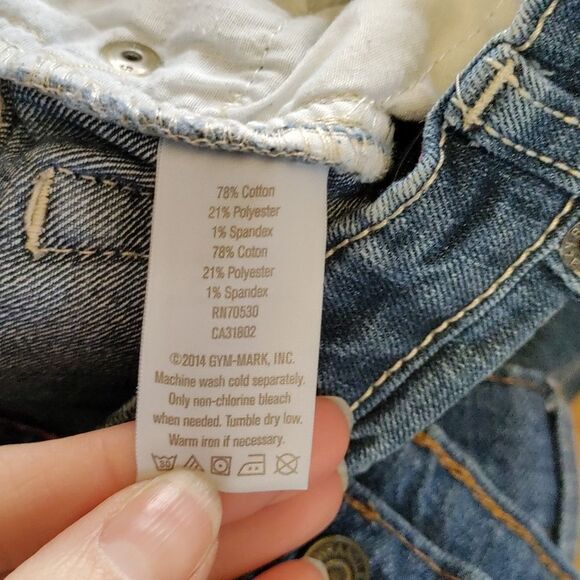 78% Cotton
21% Polyester
1% Spandex
78% Coton
21% Polyester
1% Spandex
RN70530
CA31802
©2014 GYM-MARK, INC.
Machine wash cold separately.
Only non-chlorine bleach
when needed. Tumble dry low.
Warm iron if necessary.
30